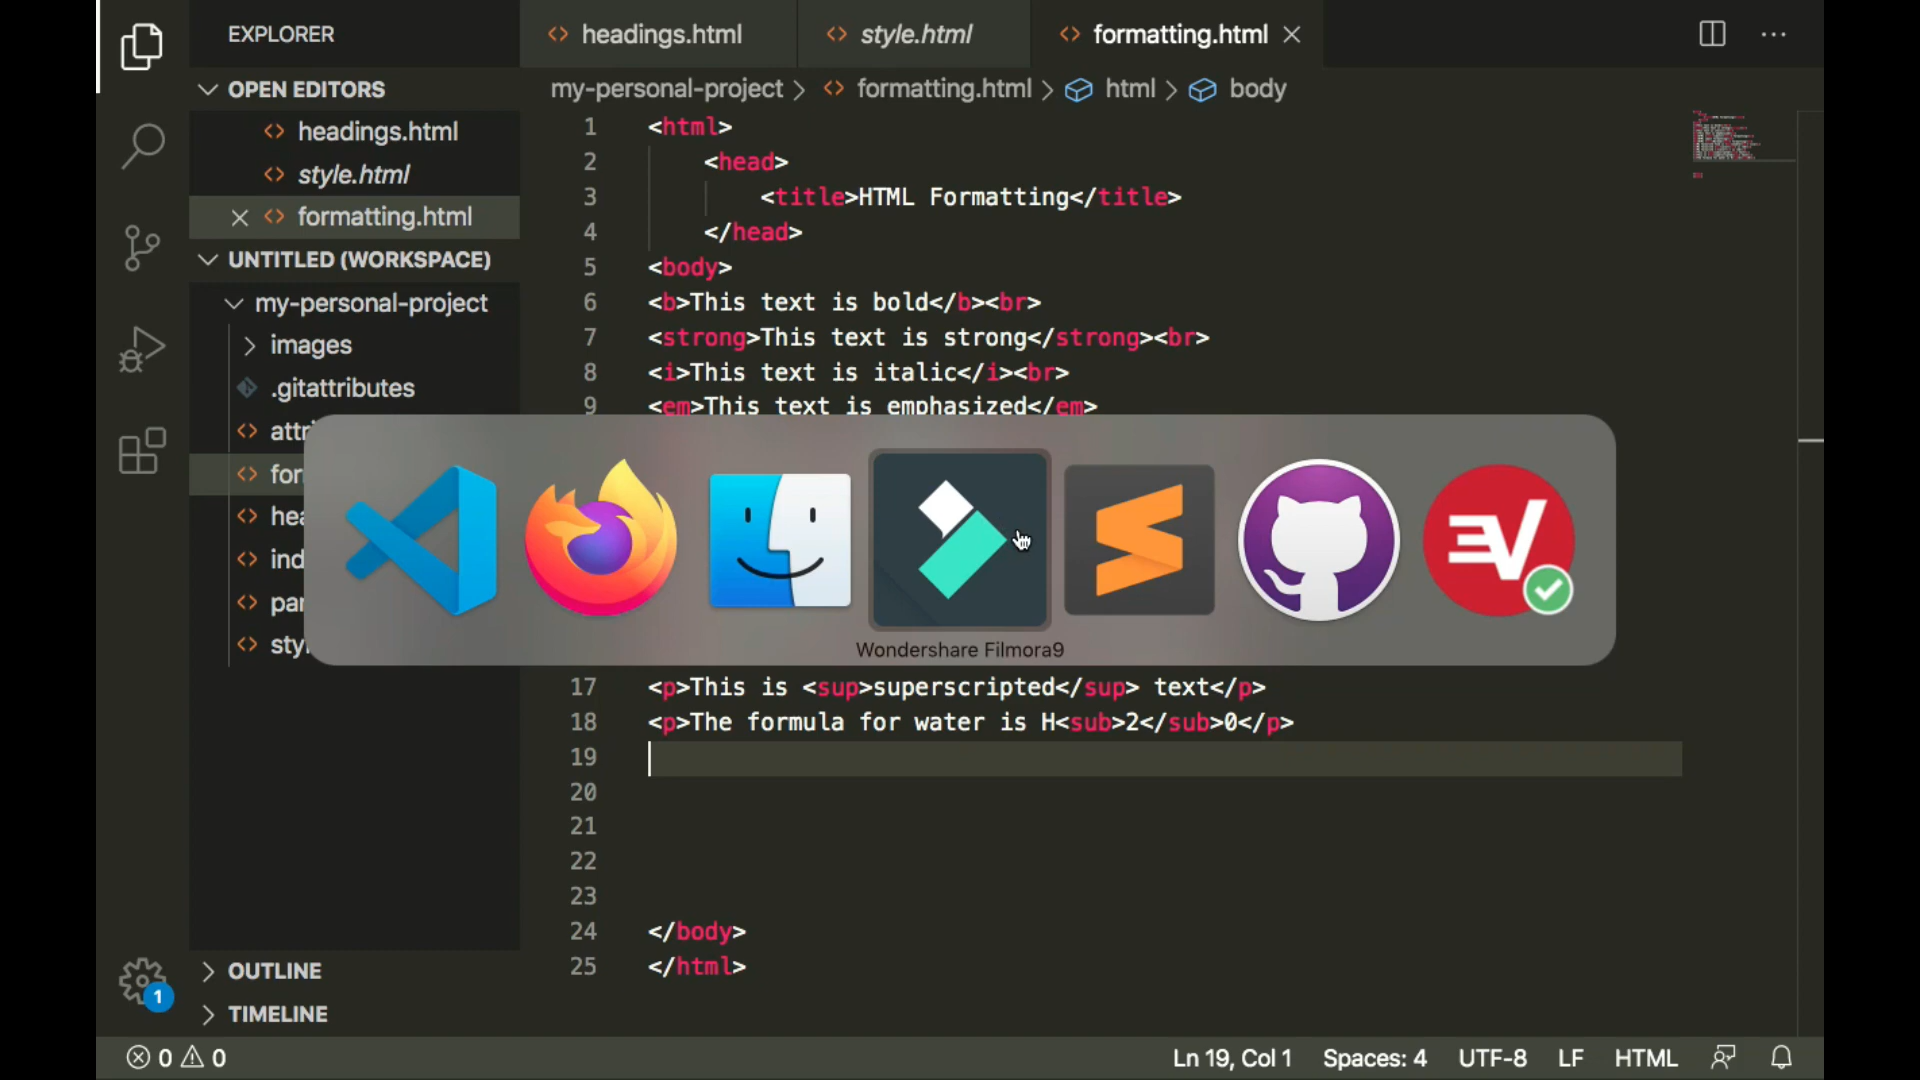 EXPLORER
headings.html
style.html
formatting.html
OPEN EDITORS
headings.html
style.html
formatting.html
UNTITLED (WORKSPACE)
my-personal-project
images
.gitattributes
my-personal-project > formatting.html > html > body
1 <html>
2 <head>
3 <title>HTML Formatting</title>
4 </head>
5 <body>
6 <b>This text is bold</b><br>
7 <strong>This text is strong</strong><br>
8 <i>This text is italic</i><br>
9 <em>This text is emphasized</em>
Wondershare Filmora9
17 <p>This is <sup>superscripted</sup> text</p>
18 <p>The formula for water is H<sub>2</sub>0</p>
19
20
21
22
23
24 </body>
25 </html>
OUTLINE
TIMELINE
1
0 0
Ln 19, Col 1 Spaces: 4 UTF-8 LF HTML